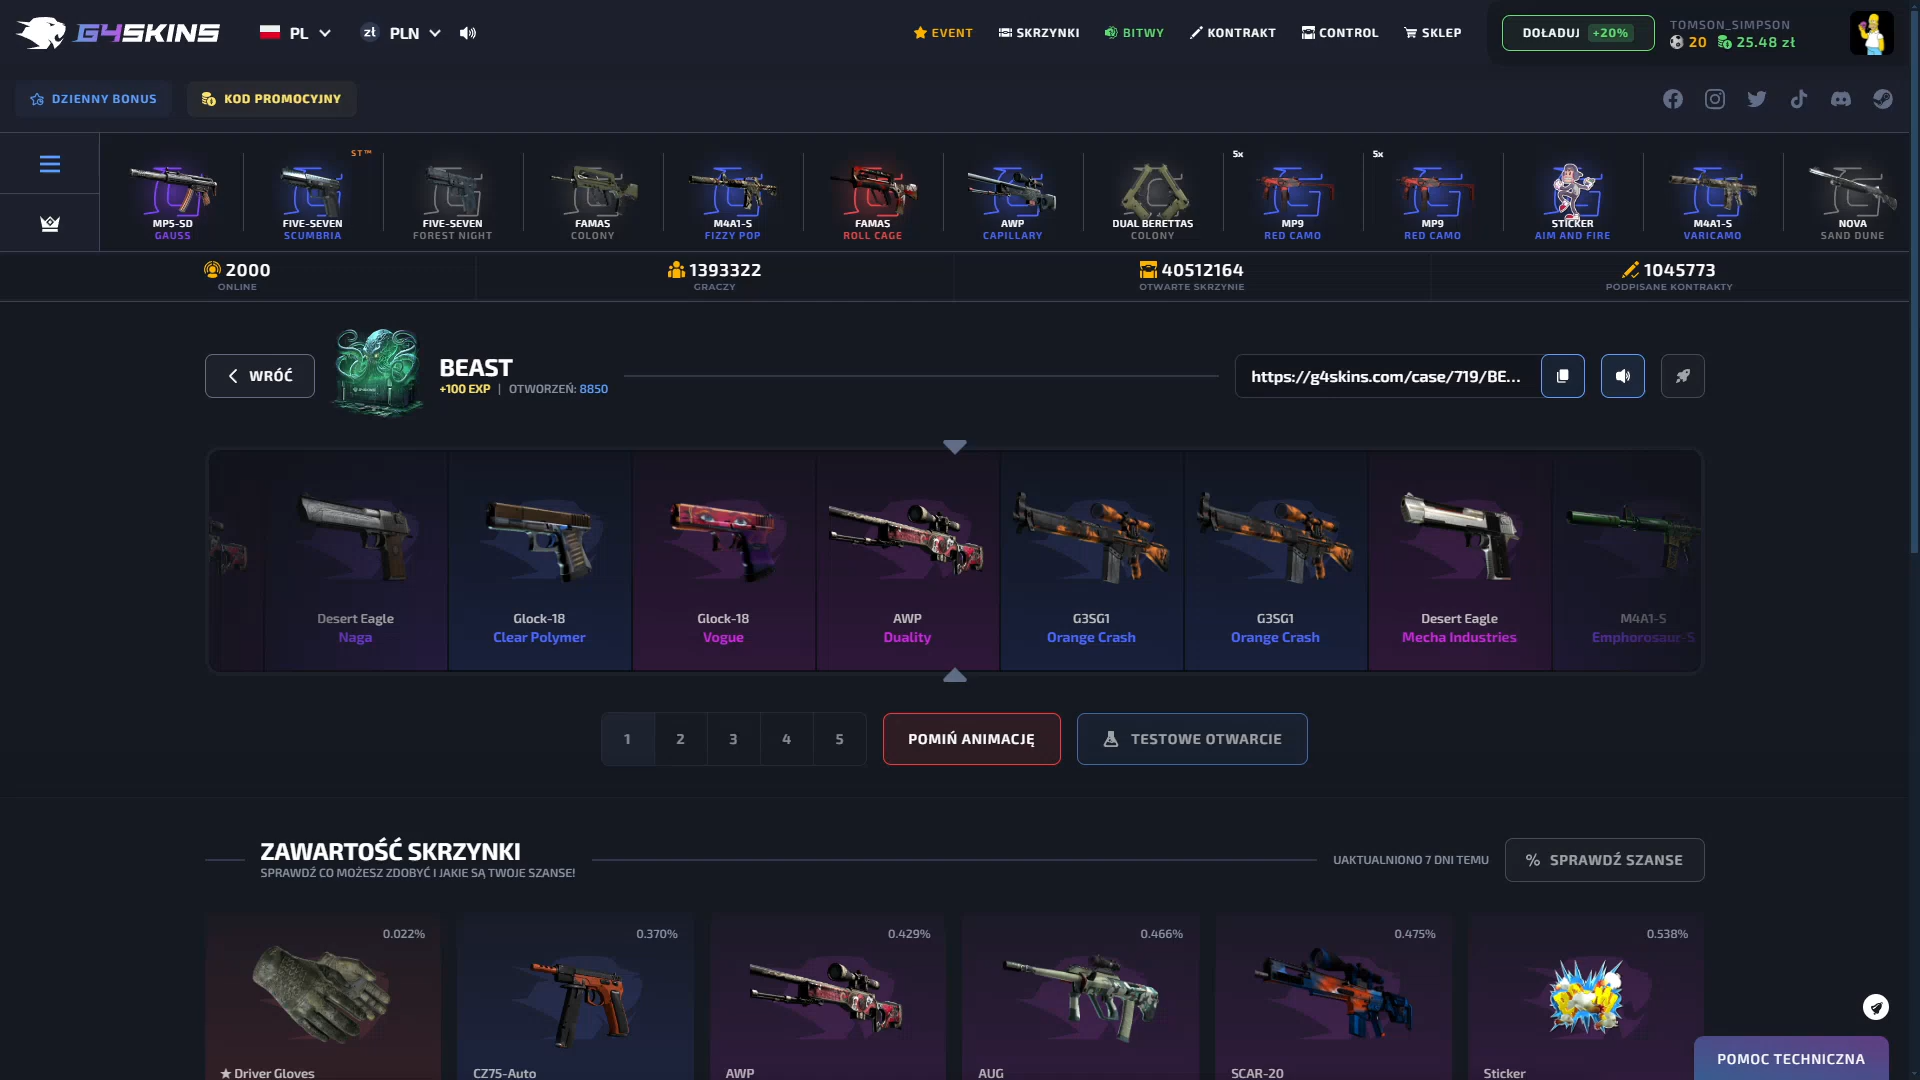 G4SKINS
PL
zł PLN
EVENT
SKRZYNKI
BITWY
KONTRAKT
CONTROL
SKLEP
DOŁADUJ +20%
TOMSON_SIMPSON
20 25.48 zł
DZIENNY BONUS
KOD PROMOCYJNY
MP5-SD
GAUSS
ST™
FIVE-SEVEN
SCUMBRIA
FIVE-SEVEN
FOREST NIGHT
FAMAS
COLONY
M4A1-S
FIZZY POP
FAMAS
ROLL CAGE
AWP
CAPILLARY
DUAL BERETTAS
COLONY
5x
MP9
RED CAMO
5x
MP9
RED CAMO
STICKER
AIM AND FIRE
M4A1-S
VARICAMO
NOVA
SAND DUNE
2000
ONLINE
1393322
GRACZY
40512164
OTWARTE SKRZYNIE
1045773
PODPISANE KONTRAKTY
WRÓĆ
BEAST
+100 EXP | OTWORZEŃ: 8850
https://g4skins.com/case/719/BE...
Desert Eagle
Naga
Glock-18
Clear Polymer
Glock-18
Vogue
AWP
Duality
G3SG1
Orange Crash
G3SG1
Orange Crash
Desert Eagle
Mecha Industries
M4A1-S
Emphorosaur-S
1
2
3
4
5
POMIŃ ANIMACJĘ
TESTOWE OTWARCIE
ZAWARTOŚĆ SKRZYNKI
SPRAWDŹ CO MOŻESZ ZDOBYĆ I JAKIE SĄ TWOJE SZANSE!
UAKTUALNIONO 7 DNI TEMU
% SPRAWDŹ SZANSE
0.022%
★ Driver Gloves
0.370%
CZ75-Auto
0.429%
AWP
0.466%
AUG
0.475%
SCAR-20
0.538%
Sticker
POMOC TECHNICZNA